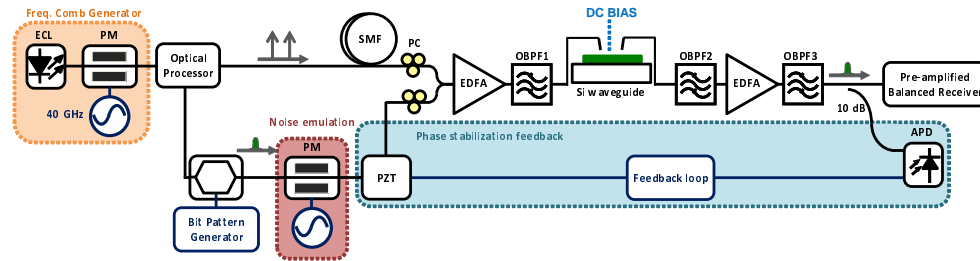 Freq. Comb Generator
ECL
PM
40 GHz
Optical
Processor
SMF
PC
EDFA
OBPF1
DC BIAS
Si waveguide
OBPF2
EDFA
OBPF3
10 dB
Pre-amplified
Balanced Receiver
APD
Noise emulation
PM
Phase stabilization feedback
PZT
Feedback loop
Bit Pattern
Generator